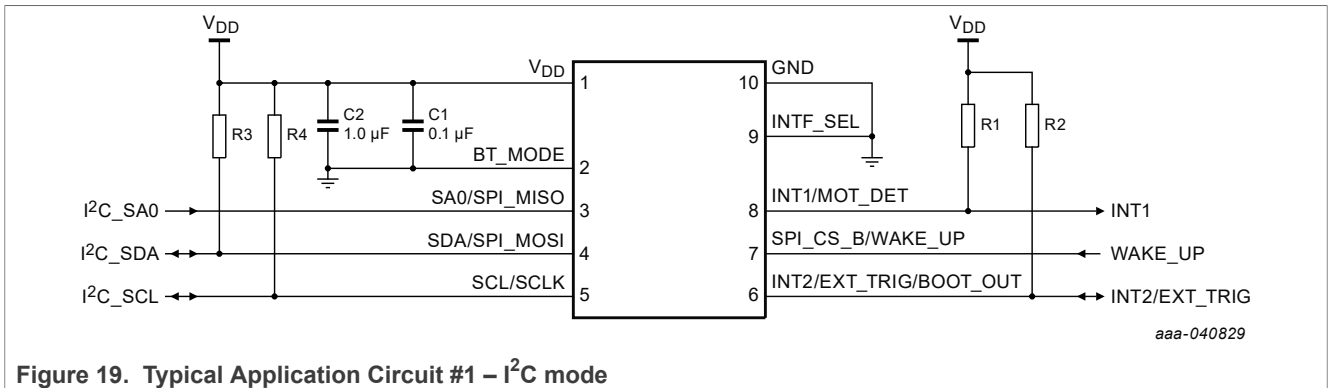 VDD
VDD
VDD
1
10
GND
R3
R4
C2
1.0 µF
C1
0.1 µF
R1
R2
INTF_SEL
9
BT_MODE
2
I2C_SA0
SA0/SPI_MISO
3
8
INT1/MOT_DET
INT1
I2C_SDA
SDA/SPI_MOSI
4
7
SPI_CS_B/WAKE_UP
WAKE_UP
I2C_SCL
SCL/SCLK
5
6
INT2/EXT_TRIG/BOOT_OUT
INT2/EXT_TRIG
aaa-040829
Figure 19. Typical Application Circuit #1 – I2C mode